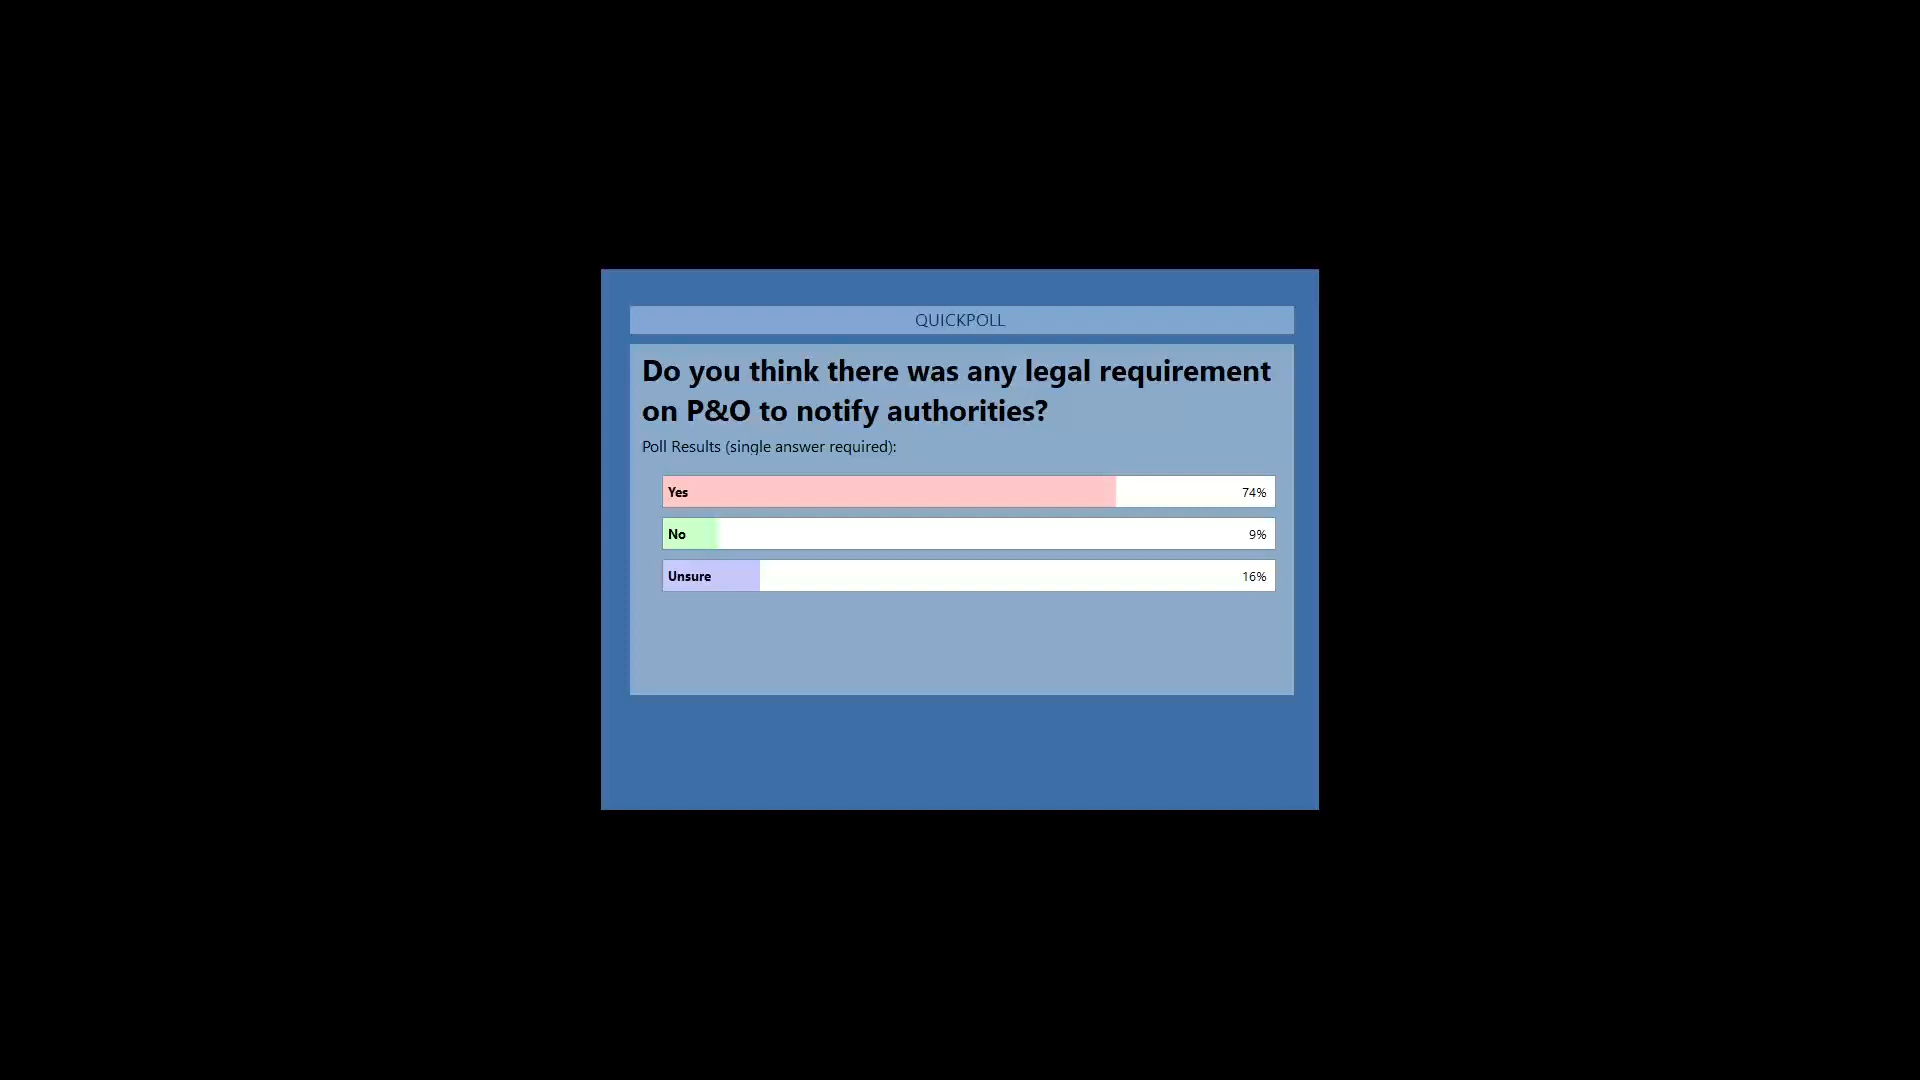 QUICKPOLL
Do you think there was any legal requirement
on P&O to notify authorities?
Poll Results (single answer required):
Yes 74%
No 9%
Unsure 16%